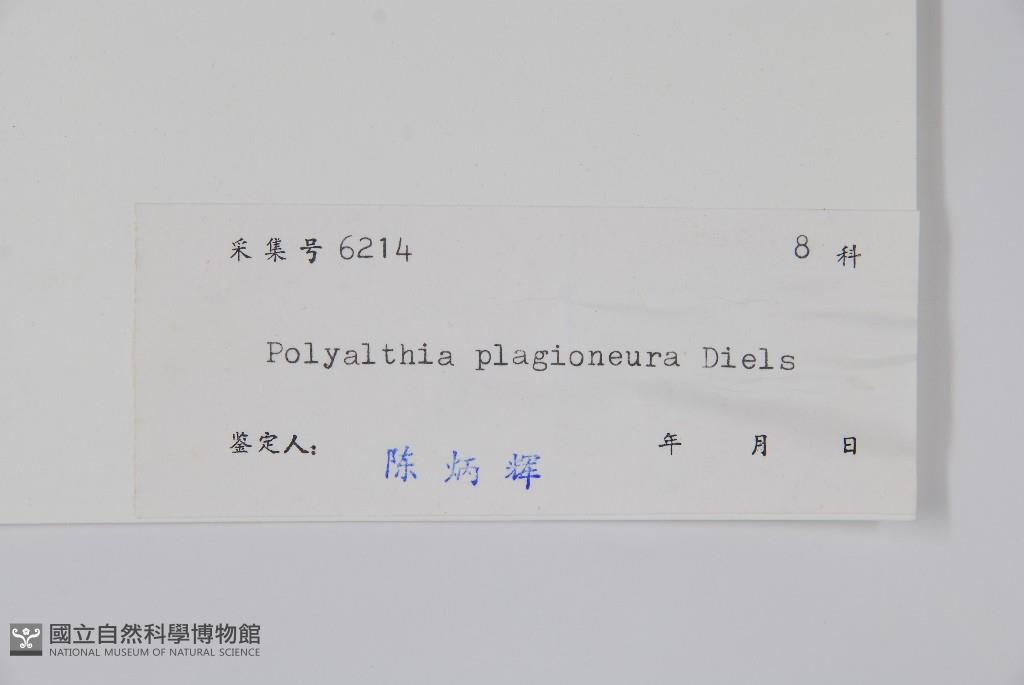 采集号 6214 8 科
Polyalthia plagioneura Diels
鉴定人: 陈炳辉 年 月 日
國立自然科學博物館
NATIONAL MUSEUM OF NATURAL SCIENCE